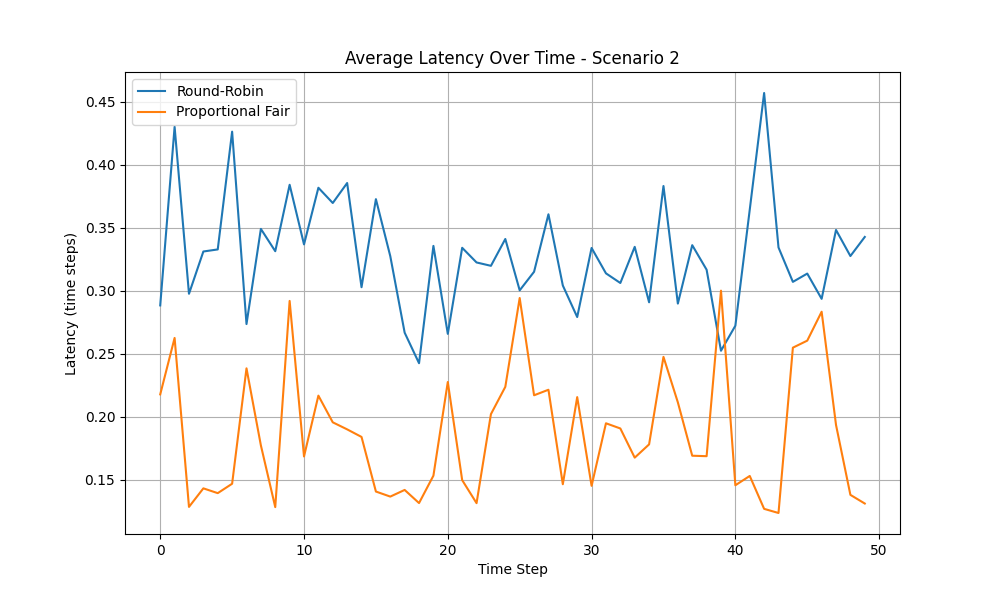 Average Latency Over Time - Scenario 2
Round-Robin
Proportional Fair
Latency (time steps)
0.45
0.40
0.35
0.30
0.25
0.20
0.15
0 10 20 30 40 50
Time Step